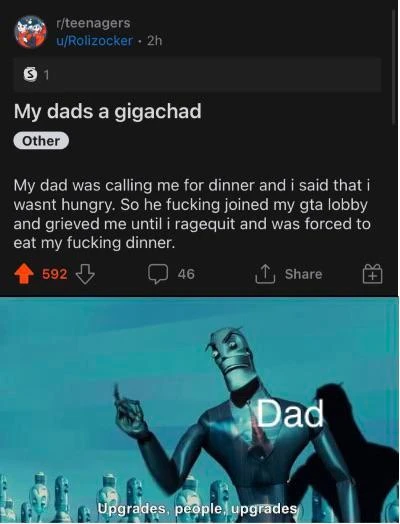 r/teenagers
u/Rolizocker • 2h
S 1
My dads a gigachad
Other
My dad was calling me for dinner and i said that i
wasnt hungry. So he fucking joined my gta lobby
and grieved me until i ragequit and was forced to
eat my fucking dinner.
592 46 Share
Dad
Upgrades, people, upgrades